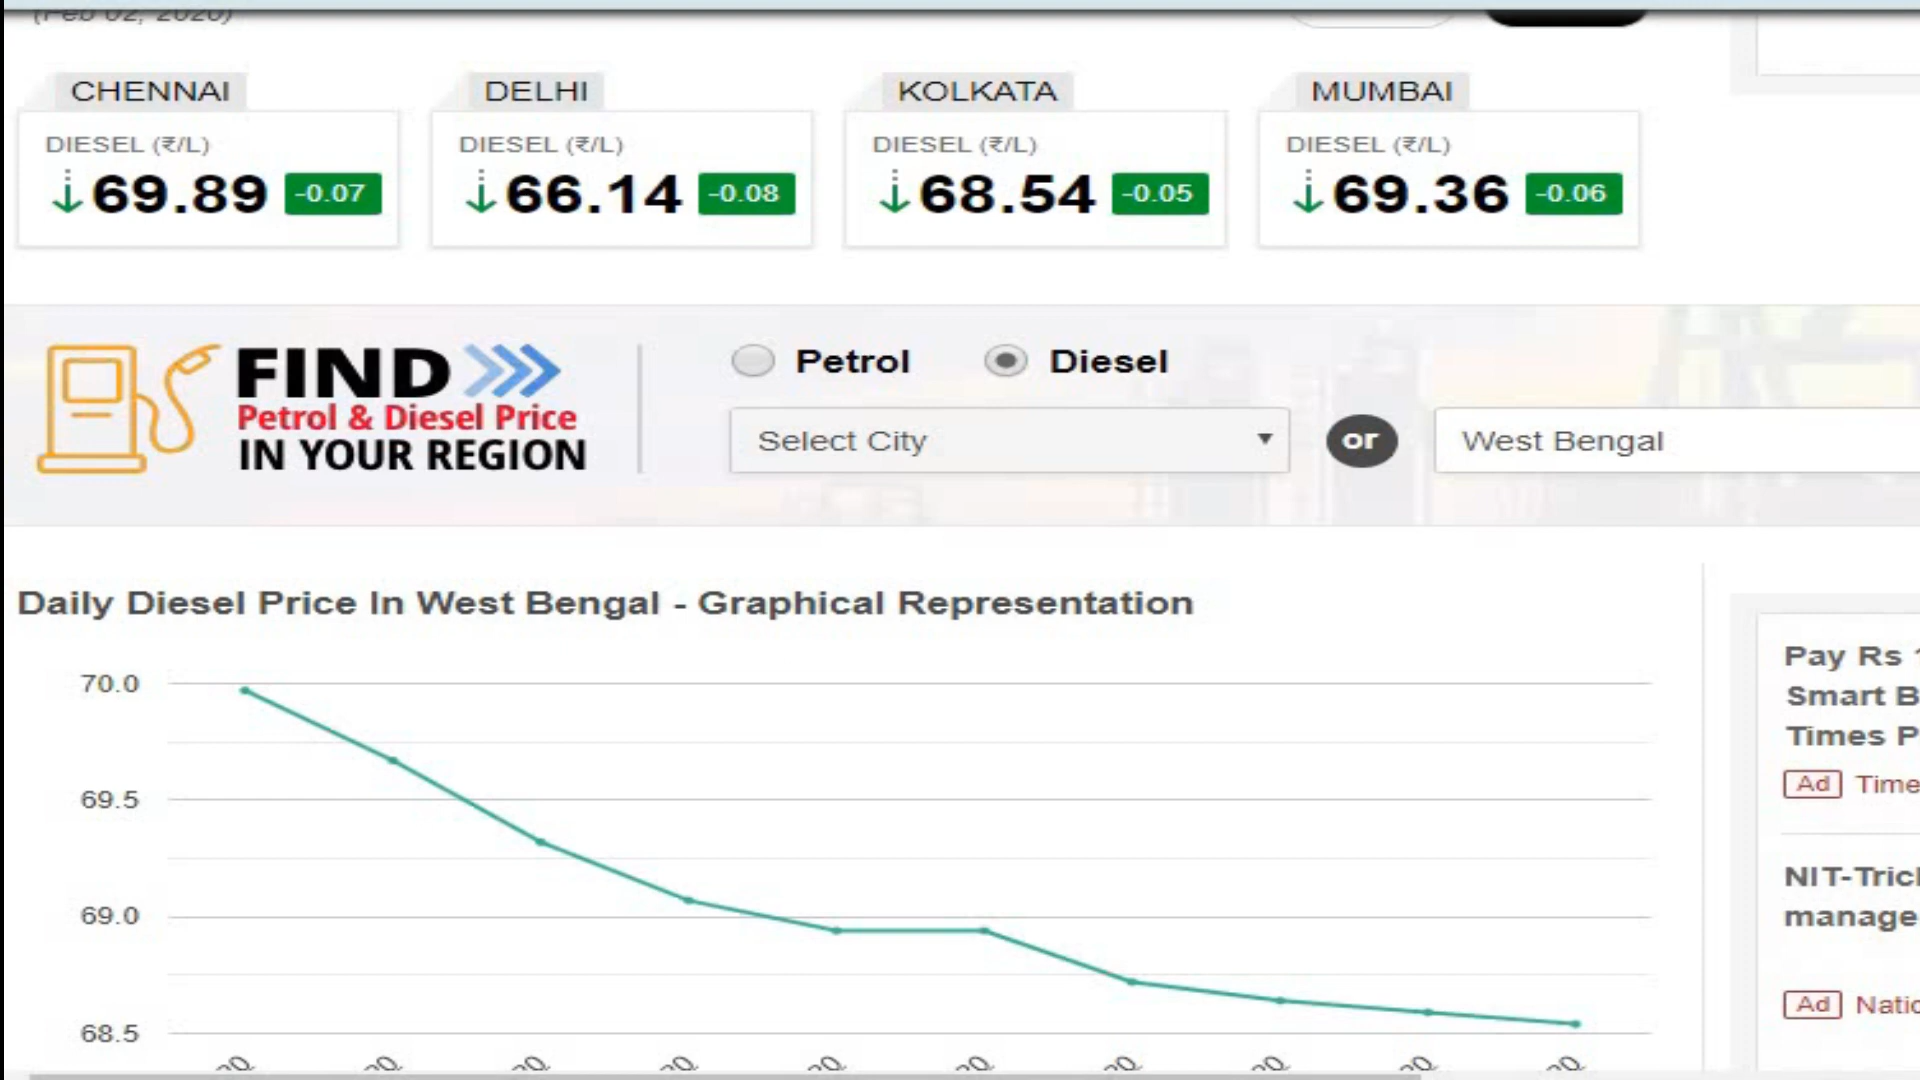 (Feb 02, 2020)
CHENNAI
DIESEL (₹/L)
69.89 -0.07
DELHI
DIESEL (₹/L)
66.14 -0.08
KOLKATA
DIESEL (₹/L)
68.54 -0.05
MUMBAI
DIESEL (₹/L)
69.36 -0.06
FIND
Petrol & Diesel Price
IN YOUR REGION
Petrol Diesel
Select City or West Bengal
Daily Diesel Price In West Bengal - Graphical Representation
70.0
69.5
69.0
68.5
Pay Rs
Smart B
Times P
Ad Time
NIT-Tric
manage
Ad Natio